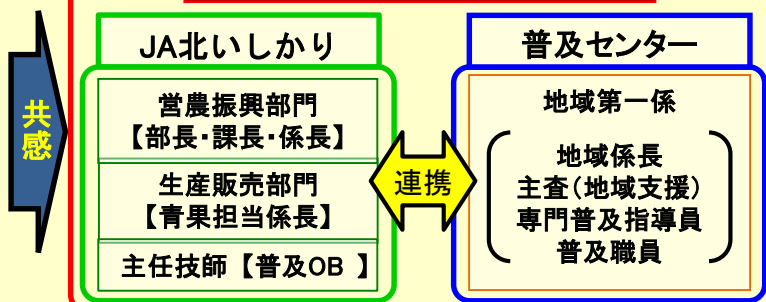 共感
JA北いしかり
営農振興部門
【部長・課長・係長】
生産販売部門
【青果担当係長】
主任技師【普及OB 】
連携
普及センター
地域第一係
地域係長
主査(地域支援)
専門普及指導員
普及職員